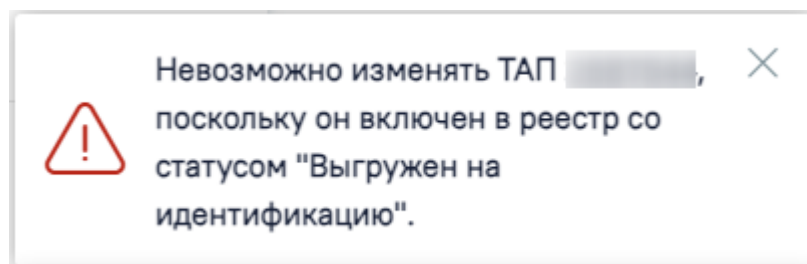 Невозможно изменять ТАП ,
поскольку он включен в реестр со
статусом "Выгружен на
идентификацию".